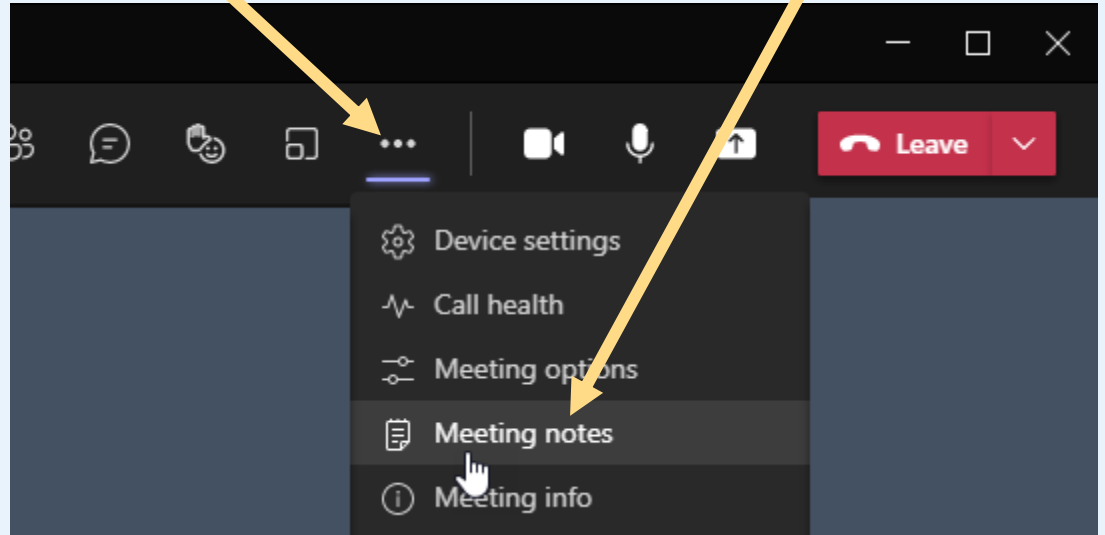 Leave
Device settings
Call health
Meeting options
Meeting notes
Meeting info